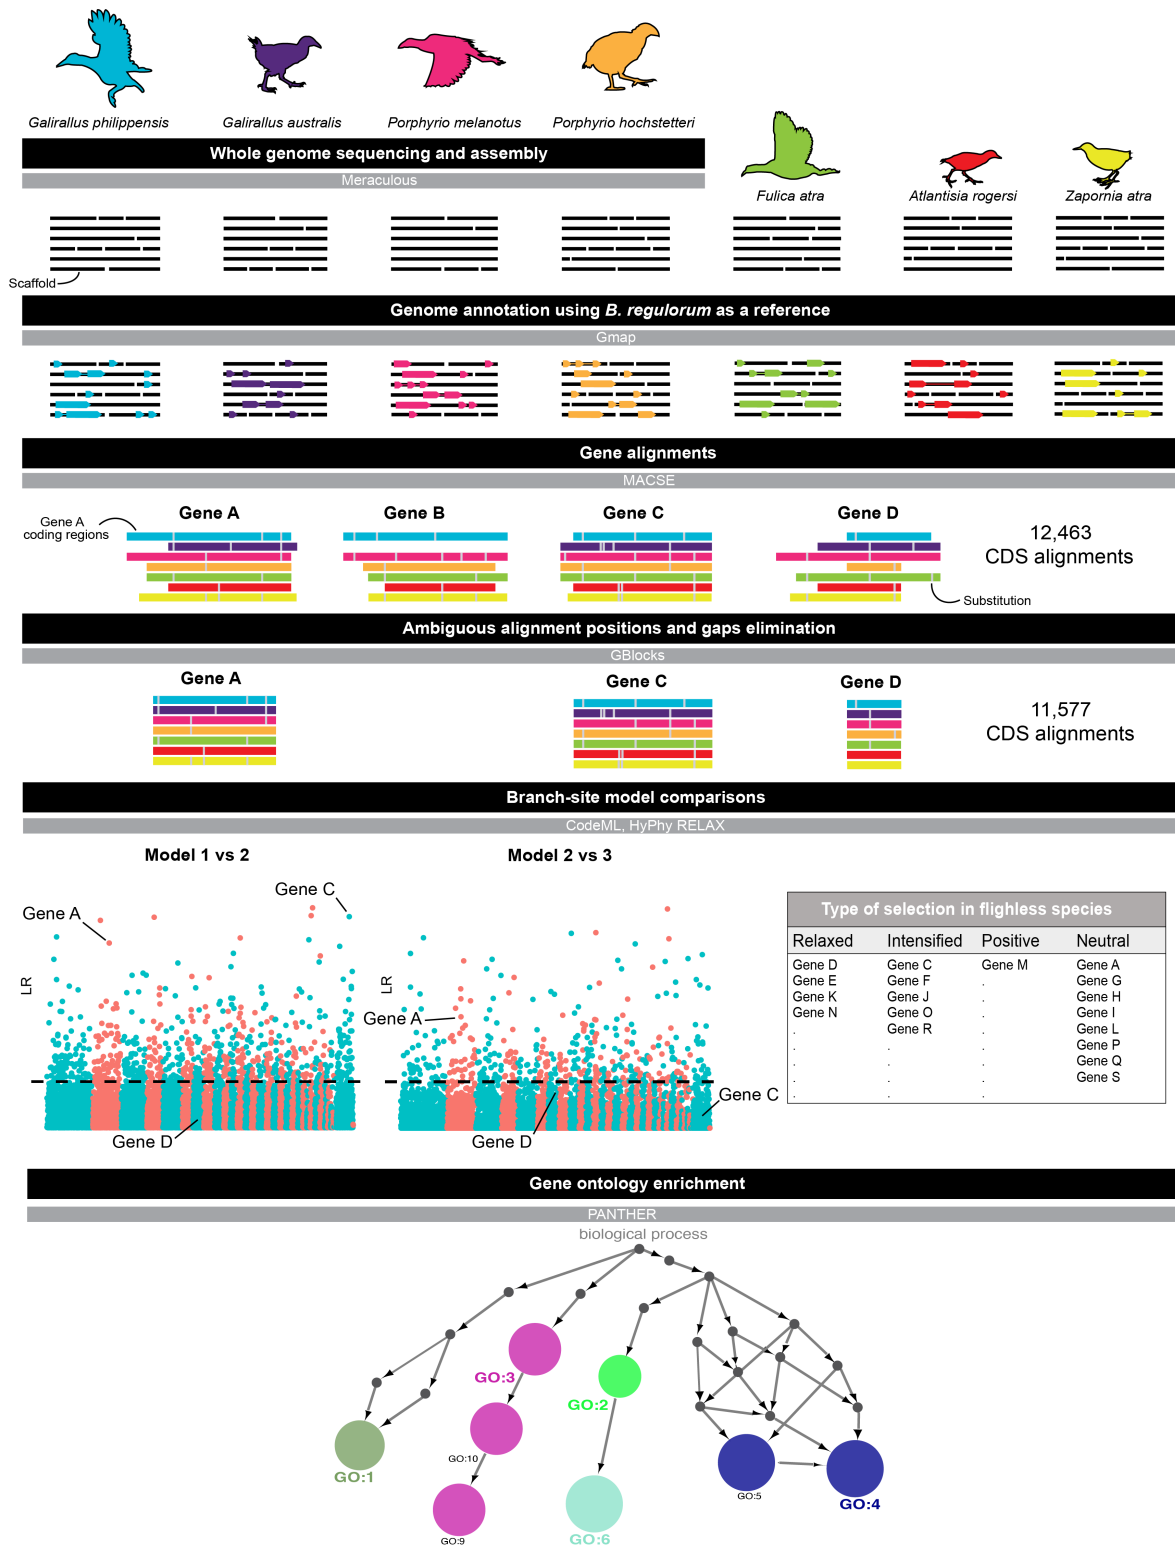 Galirallus philippensis
Galirallus australis
Porphyrio melanotus
Porphyrio hochstetteri
Whole genome sequencing and assembly
Meraculous
Fulica atra
Atlantisia rogersi
Zapornia atra
Scaffold
Genome annotation using B. regulorum as a reference
Gmap
Gene alignments
MACSE
Gene A
coding regions
Gene A
Gene B
Gene C
Gene D
12,463
CDS alignments
Substitution
Ambiguous alignment positions and gaps elimination
GBlocks
Gene A
Gene C
Gene D
11,577
CDS alignments
Branch-site model comparisons
CodeML, HyPhy RELAX
Model 1 vs 2
Model 2 vs 3
Gene A
Gene C
LR
Gene D
LR
Gene A
Gene D
Gene C
Type of selection in flighless species
Relaxed Intensified Positive Neutral
Gene D Gene C Gene M Gene A
Gene E Gene F . Gene G
Gene K Gene J . Gene H
Gene N Gene O . Gene I
. Gene R . Gene L
. . . Gene P
. . . Gene Q
. . . Gene S
. . .
Gene ontology enrichment
PANTHER
biological process
GO:3
GO:2
GO:10
GO:1
GO:5
GO:4
GO:9
GO:6